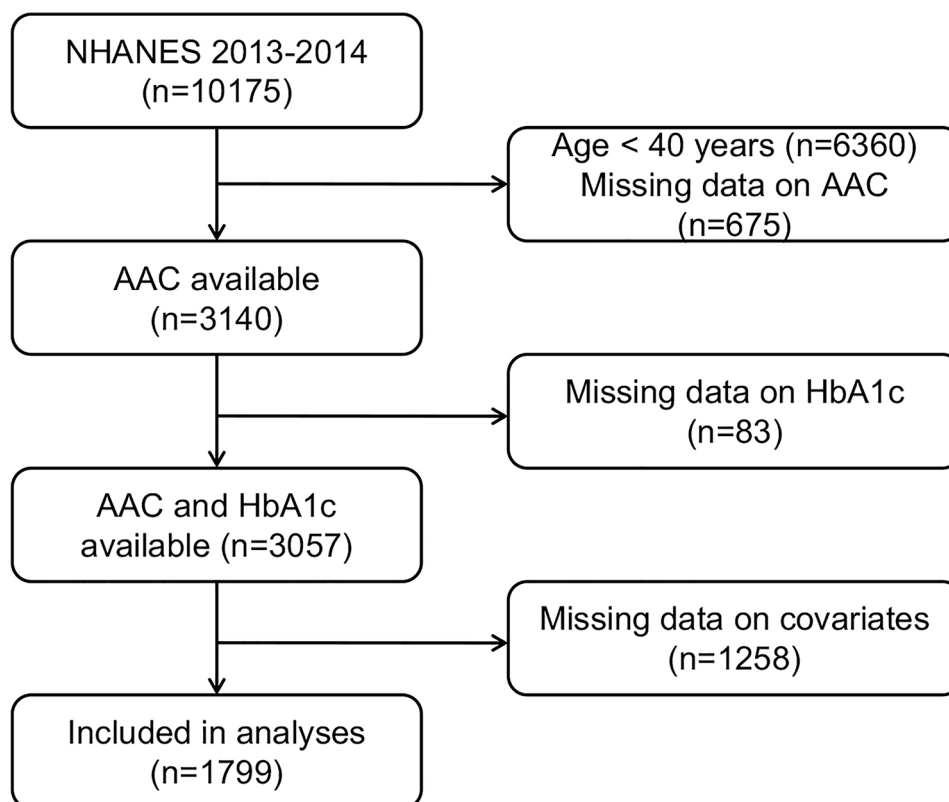 NHANES 2013-2014
(n=10175)
Age < 40 years (n=6360)
Missing data on AAC
(n=675)
AAC available
(n=3140)
Missing data on HbA1c
(n=83)
AAC and HbA1c
available (n=3057)
Missing data on covariates
(n=1258)
Included in analyses
(n=1799)